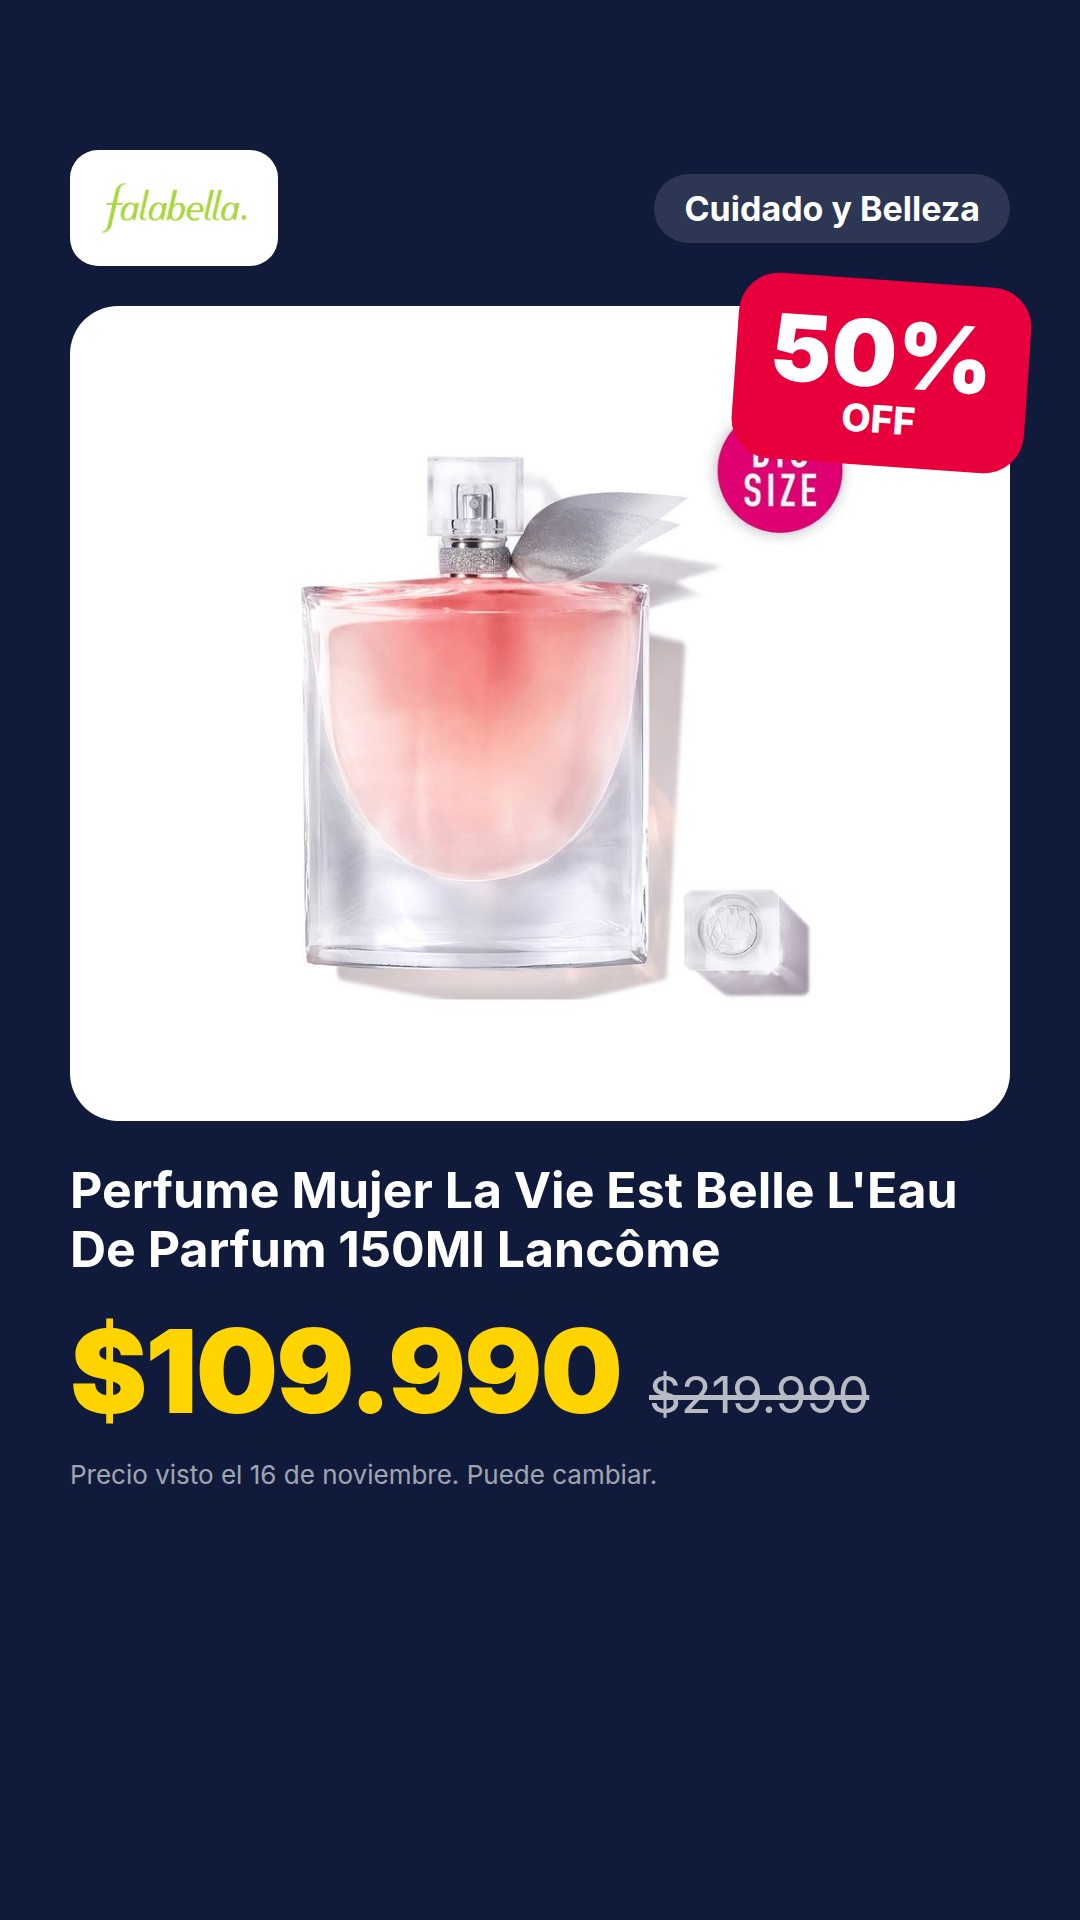 falabella.
Cuidado y Belleza
50%
OFF
SIZE
Perfume Mujer La Vie Est Belle L'Eau
De Parfum 150Ml Lancôme
$109.990 $219.990
Precio visto el 16 de noviembre. Puede cambiar.